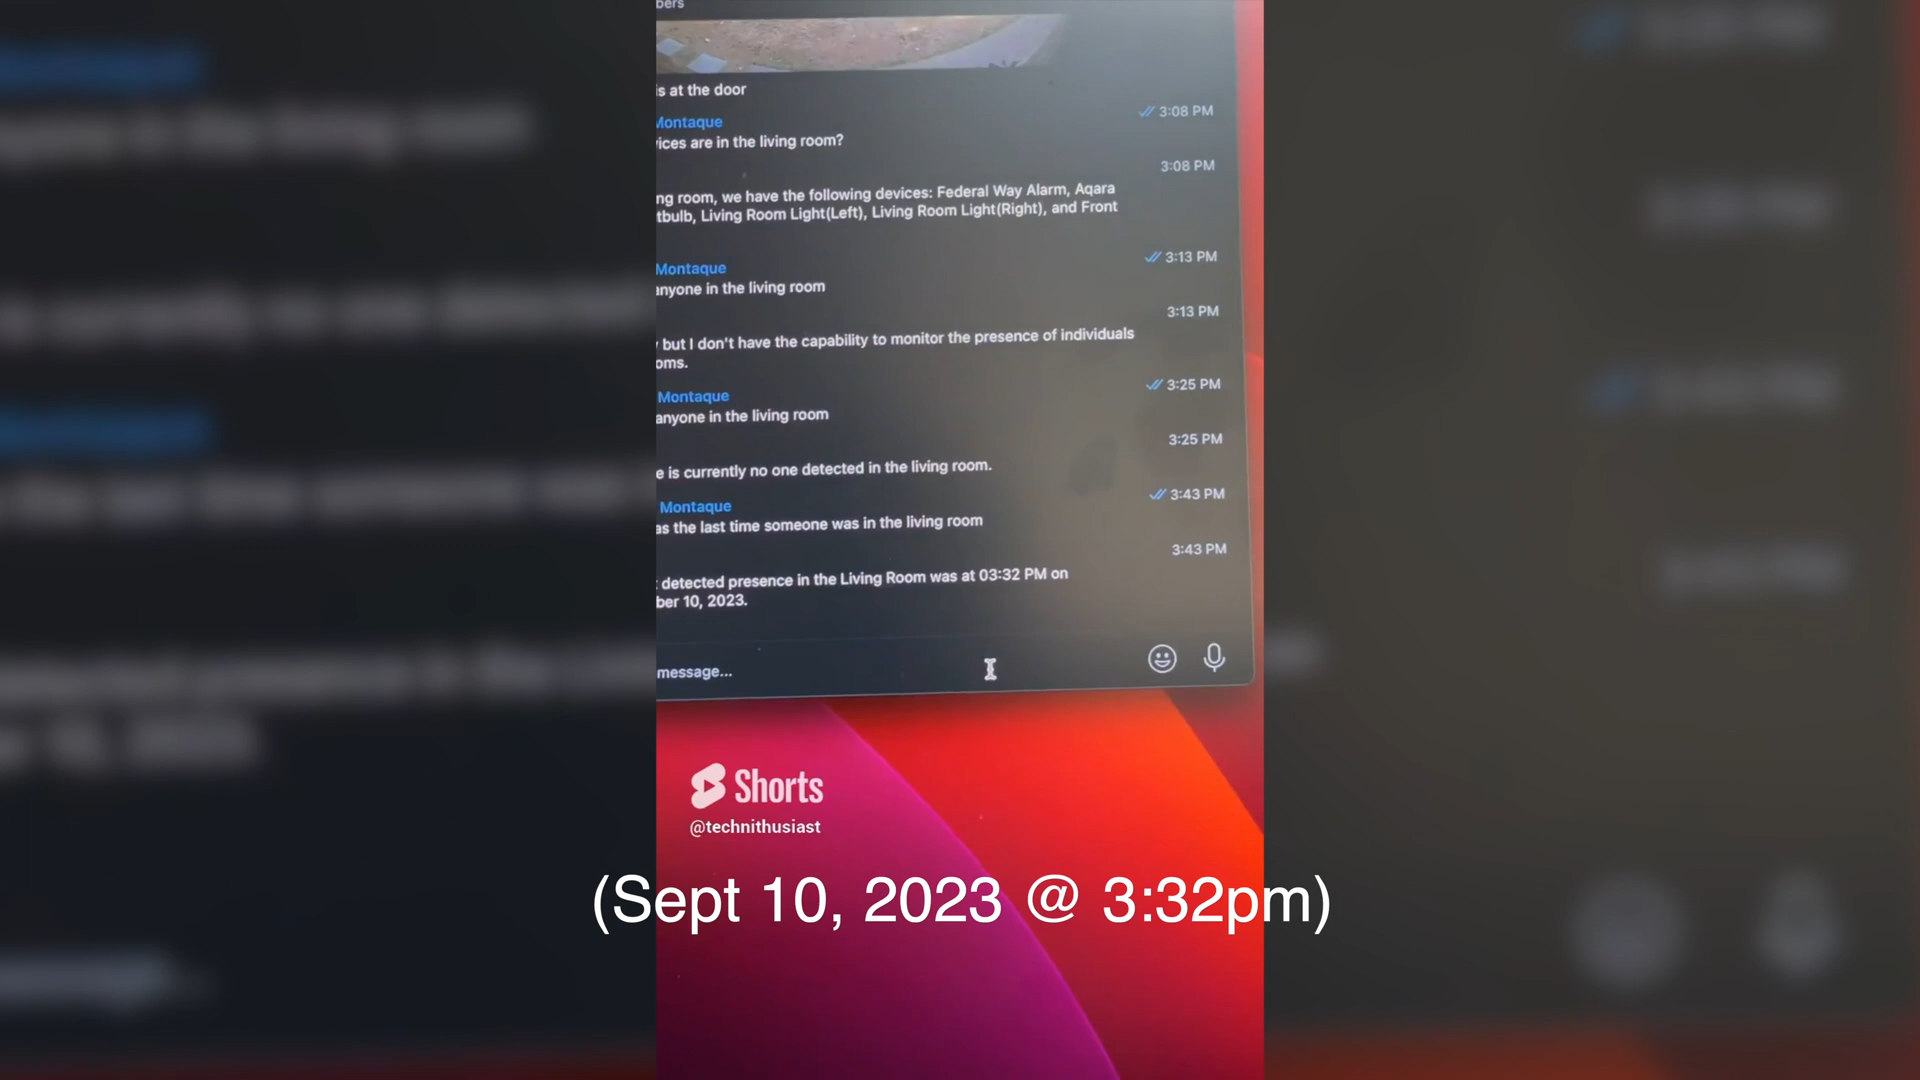 bers
is at the door
Montaque
3:08 PM
ices are in the living room?
3:08 PM
ng room, we have the following devices: Federal Way Alarm, Aqara
tbulb, Living Room Light(Left), Living Room Light(Right), and Front
3:13 PM
Montaque
anyone in the living room
3:13 PM
but I don't have the capability to monitor the presence of individuals
oms.
3:25 PM
Montaque
anyone in the living room
3:25 PM
e is currently no one detected in the living room.
3:43 PM
Montaque
as the last time someone was in the living room
3:43 PM
detected presence in the Living Room was at 03:32 PM on
ber 10, 2023.
message...
Shorts
@technithusiast
(Sept 10, 2023 @ 3:32pm)